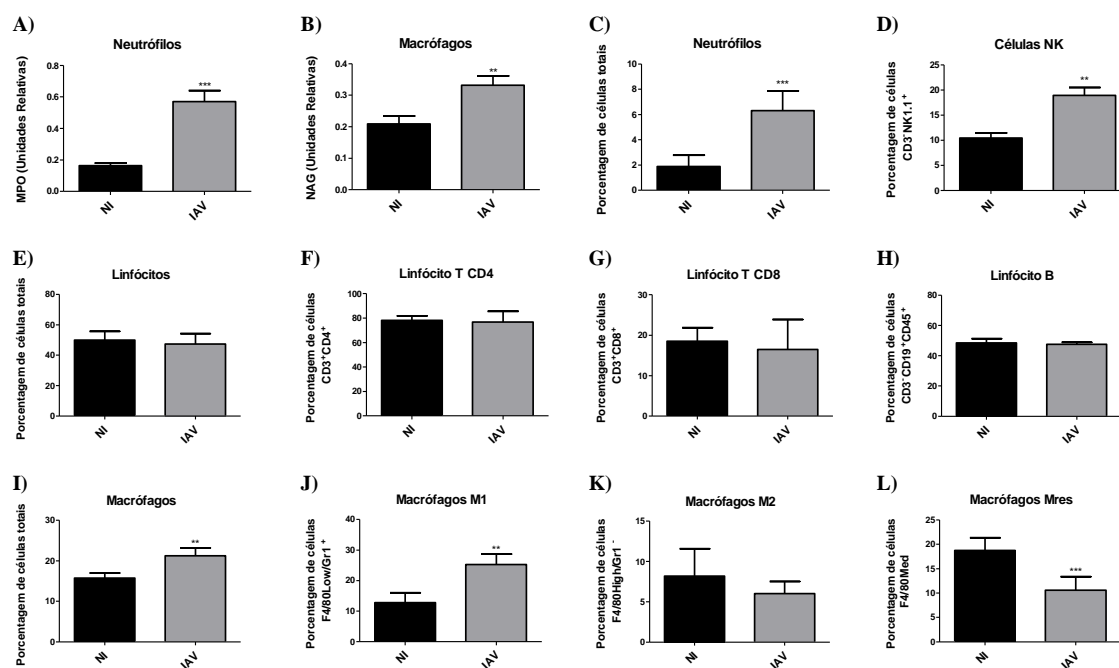 A)
Neutrófilos
MPO (Unidades Relativas)
0.8
0.6
0.4
0.2
0.0
***
NI
IAV
B)
Macrófagos
NAG (Unidades Relativas)
0.4
0.3
0.2
0.1
0.0
**
NI
IAV
C)
Neutrófilos
Porcentagem de células totais
10
8
6
4
2
0
***
NI
IAV
D)
Células NK
Porcentagem de células
CD3⁻NK1.1⁺
25
20
15
10
5
0
**
NI
IAV
E)
Linfócitos
Porcentagem de células totais
80
60
40
20
0
NI
IAV
F)
Linfócito T CD4
Porcentagem de células
CD3⁺CD4⁺
100
80
60
40
20
0
NI
IAV
G)
Linfócito T CD8
Porcentagem de células
CD3⁺CD8⁺
30
20
10
0
NI
IAV
H)
Linfócito B
Porcentagem de células
CD3⁻CD19⁺CD45⁺
80
60
40
20
0
NI
IAV
I)
Macrófagos
Porcentagem de células totais
30
20
10
0
**
NI
IAV
J)
Macrófagos M1
Porcentagem de células
F4/80Low/Gr1⁺
40
30
20
10
0
**
NI
IAV
K)
Macrófagos M2
Porcentagem de células
F4/80High/Gr1⁻
15
10
5
0
NI
IAV
L)
Macrófagos Mres
Porcentagem de células
F4/80Med
25
20
15
10
5
0
***
NI
IAV